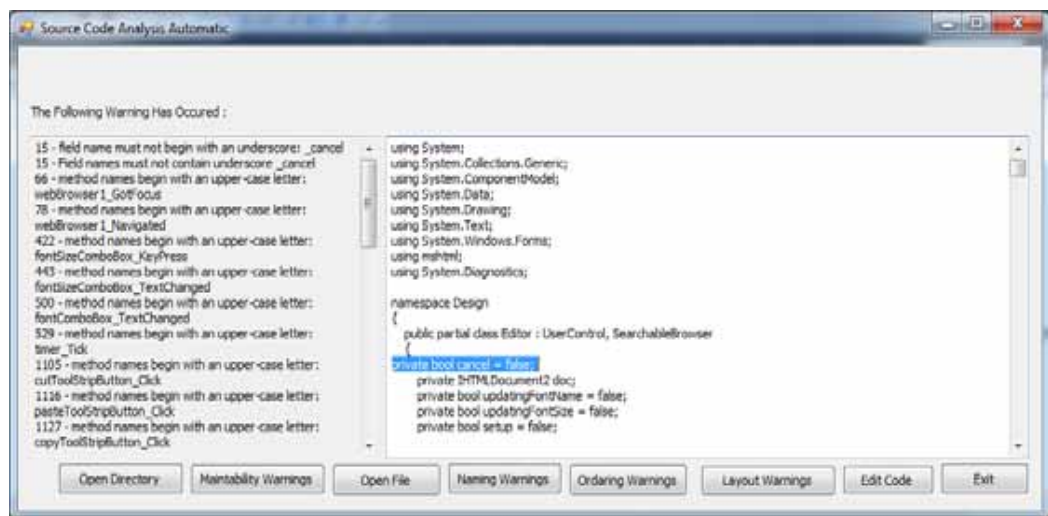 Source Code Analysis Automatic
The Following Warning Has Occured :
15 - field name must not begin with an underscore: _cancel
15 - Field names must not contain underscore _cancel
66 - method names begin with an upper-case letter:
webBrowser1_GotFocus
78 - method names begin with an upper-case letter:
webBrowser1_Navigated
422 - method names begin with an upper-case letter:
fontSizeComboBox_KeyPress
443 - method names begin with an upper-case letter:
fontSizeComboBox_TextChanged
500 - method names begin with an upper-case letter:
fontComboBox_TextChanged
529 - method names begin with an upper-case letter:
timer_Tick
1105 - method names begin with an upper-case letter:
cutToolStripButton_Click
1116 - method names begin with an upper-case letter:
pasteToolStripButton_Click
1127 - method names begin with an upper-case letter:
copyToolStripButton_Click
using System;
using System.Collections.Generic;
using System.ComponentModel;
using System.Data;
using System.Drawing;
using System.Text;
using System.Windows.Forms;
using mshtml;
using System.Diagnostics;
namespace Design
{
public partial class Editor : UserControl, SearchableBrowser
{
private bool cancel = false;
private IHTMLDocument2 doc;
private bool updatingFontName = false;
private bool updatingFontSize = false;
private bool setup = false;
Open Directory
Maintability Warnings
Open File
Naming Warnings
Ordaring Warnings
Layout Warnings
Edit Code
Exit